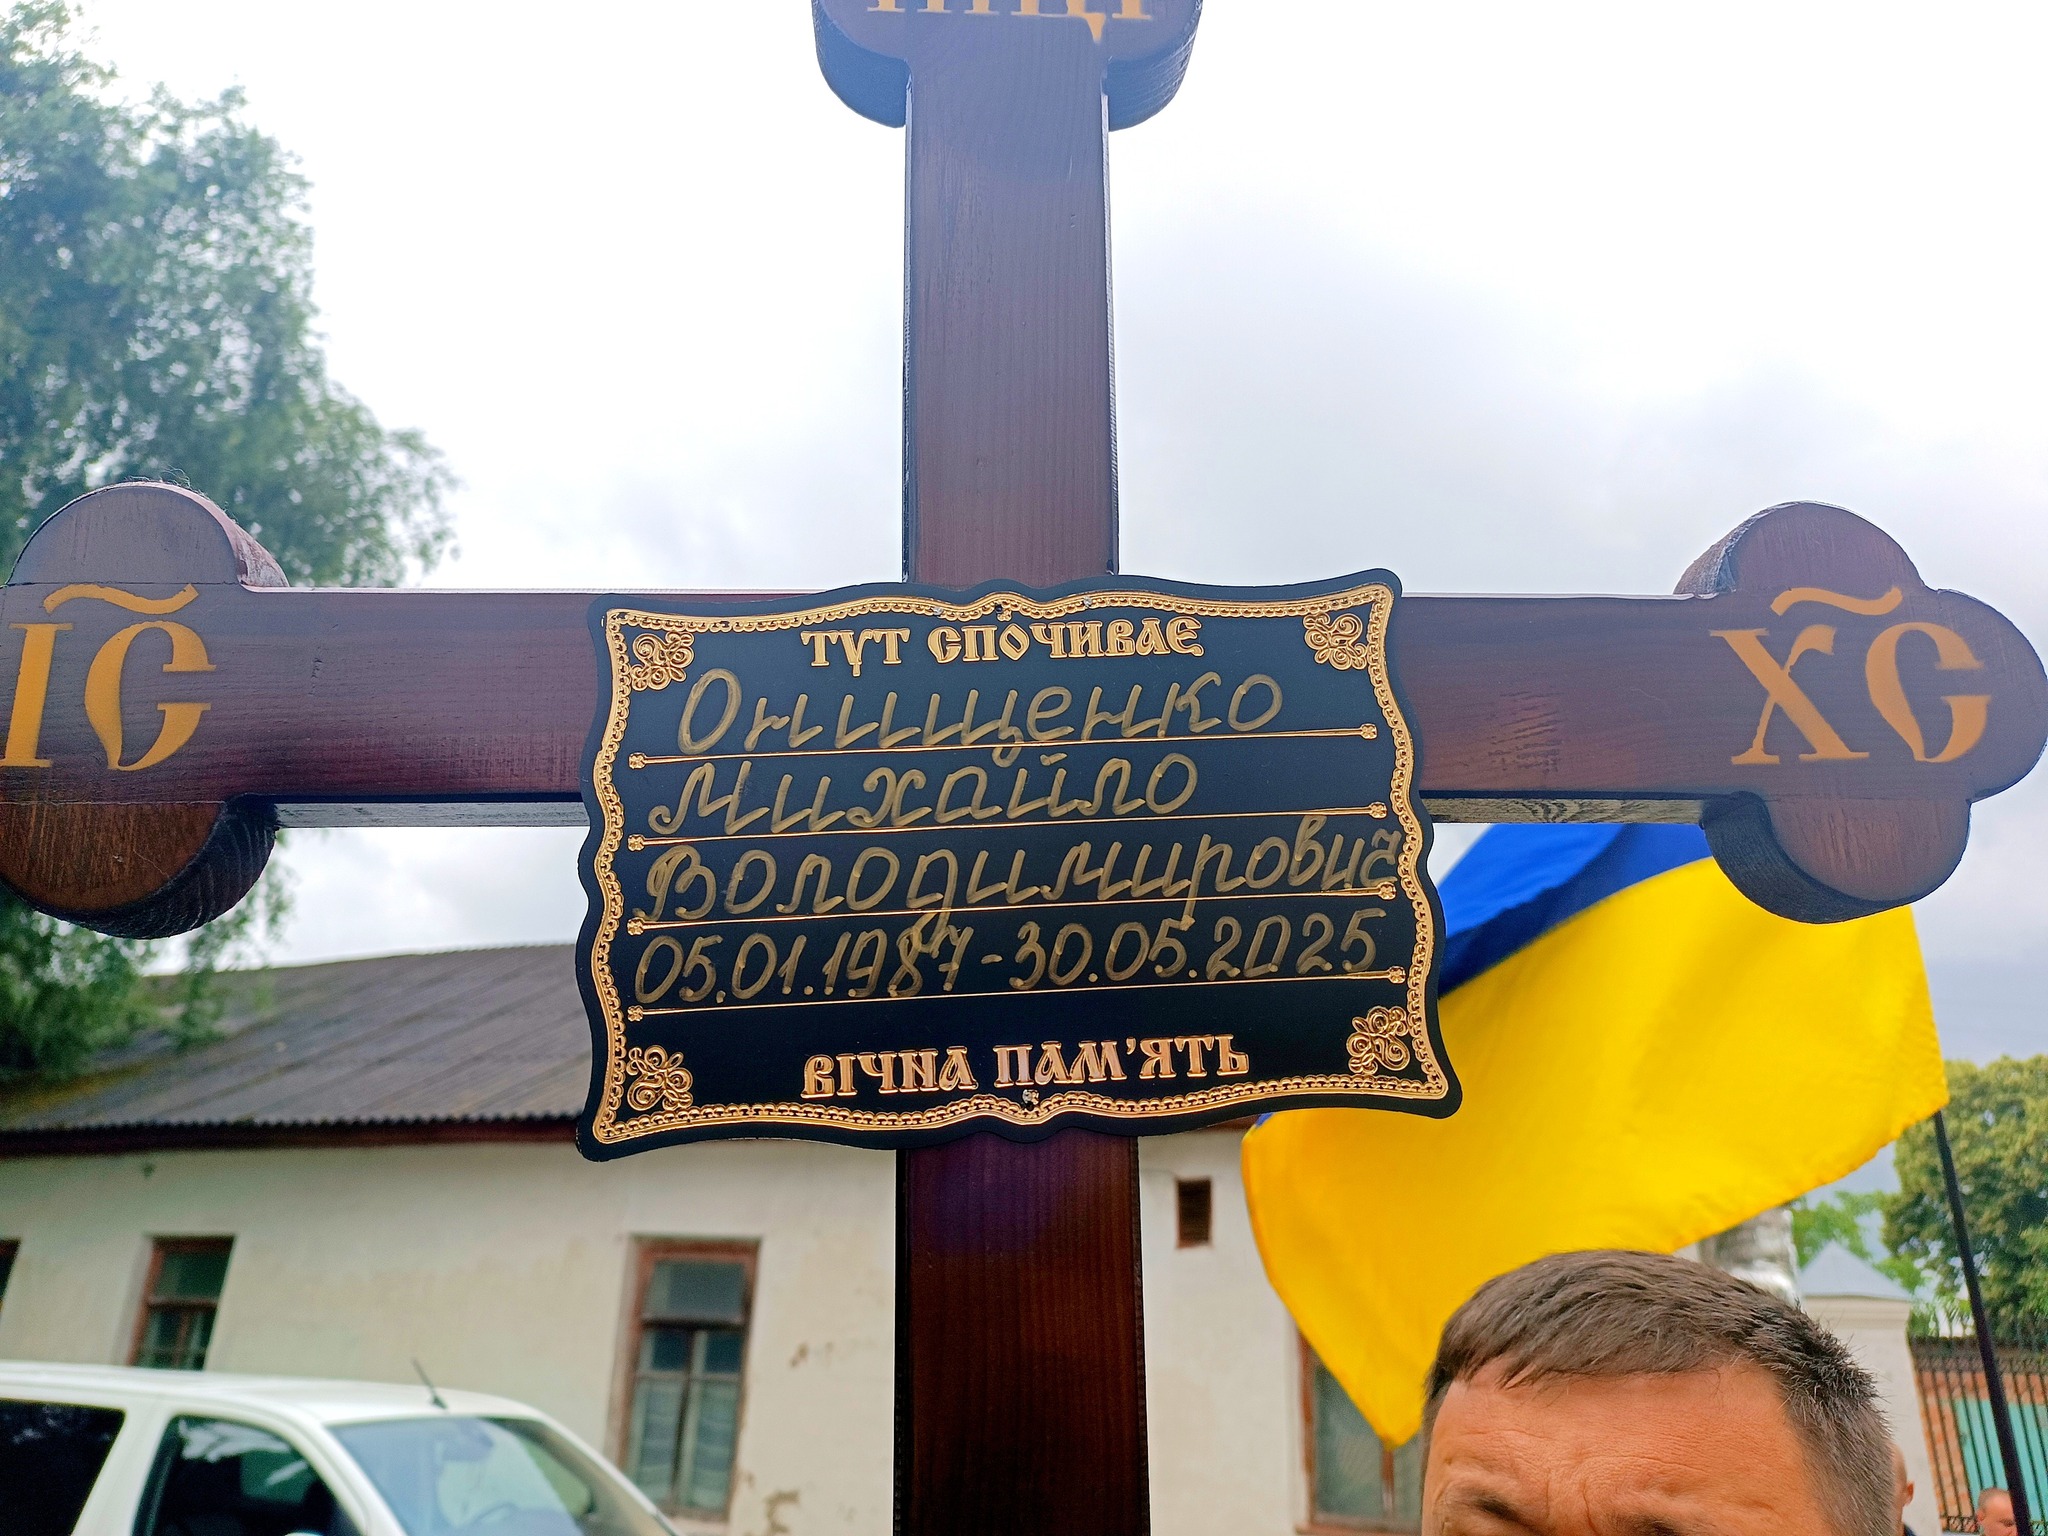 ІС
ХС
ТУТ СПОЧИВАЄ
Онищенко
Михайло
Володимирович
05.01.1987-30.05.2025
ВІЧНА ПАМ'ЯТЬ